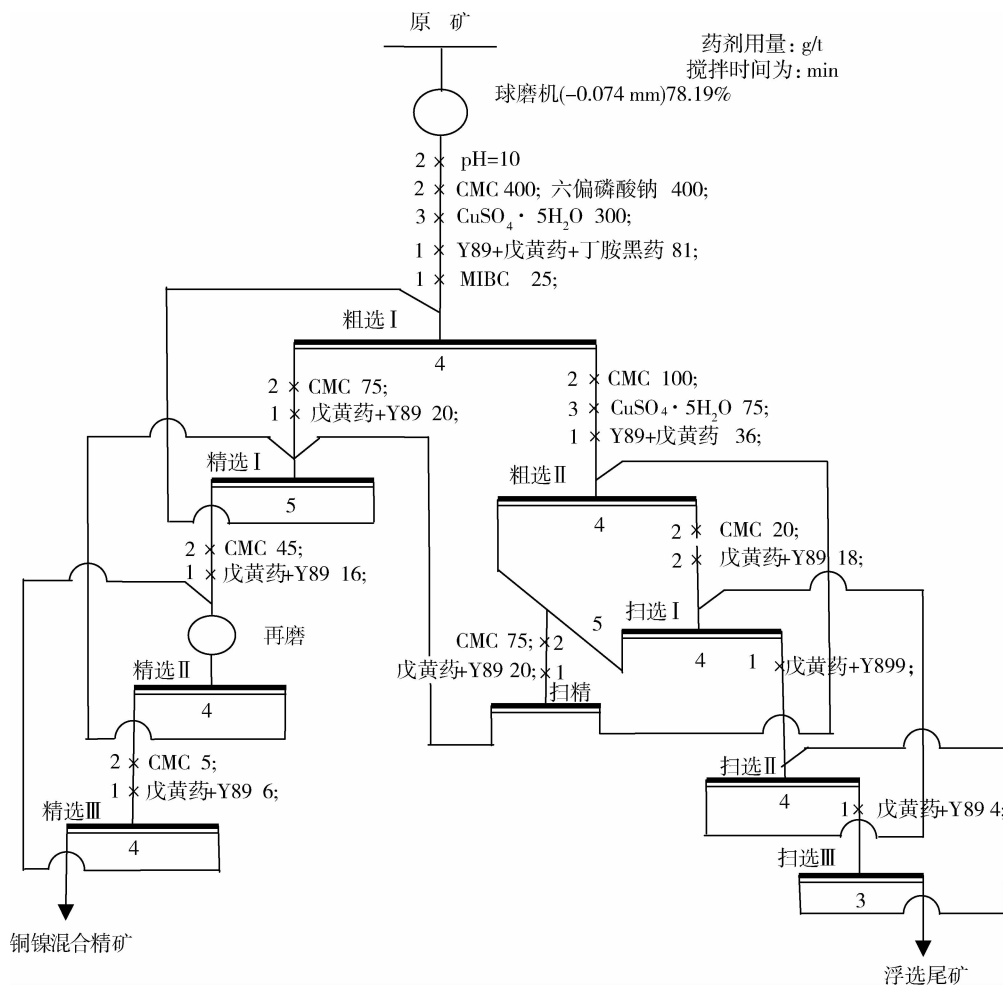 原 矿
药剂用量: g/t
搅拌时间为: min
球磨机(-0.074 mm)78.19%
2 pH=10
2 CMC 400; 六偏磷酸钠 400;
3 CuSO4· 5H2O 300;
1 Y89+戊黄药+丁胺黑药 81;
1 MIBC 25;
粗选Ⅰ
4
2 CMC 75;
1 戊黄药+Y89 20;
2 CMC 100;
3 CuSO4·5H2O 75;
1 Y89+戊黄药 36;
精选Ⅰ
5
粗选Ⅱ
4
2 CMC 20;
2 戊黄药+Y89 18;
2 CMC 45;
1 戊黄药+Y89 16;
再磨
扫选Ⅰ
5
4
CMC 75; 2
戊黄药+Y89 20; 1
1 戊黄药+Y899;
扫精
精选Ⅱ
4
2 CMC 5;
1 戊黄药+Y89 6;
扫选Ⅱ
4
1 戊黄药+Y89 4;
精选Ⅲ
4
扫选Ⅲ
3
铜镍混合精矿
浮选尾矿